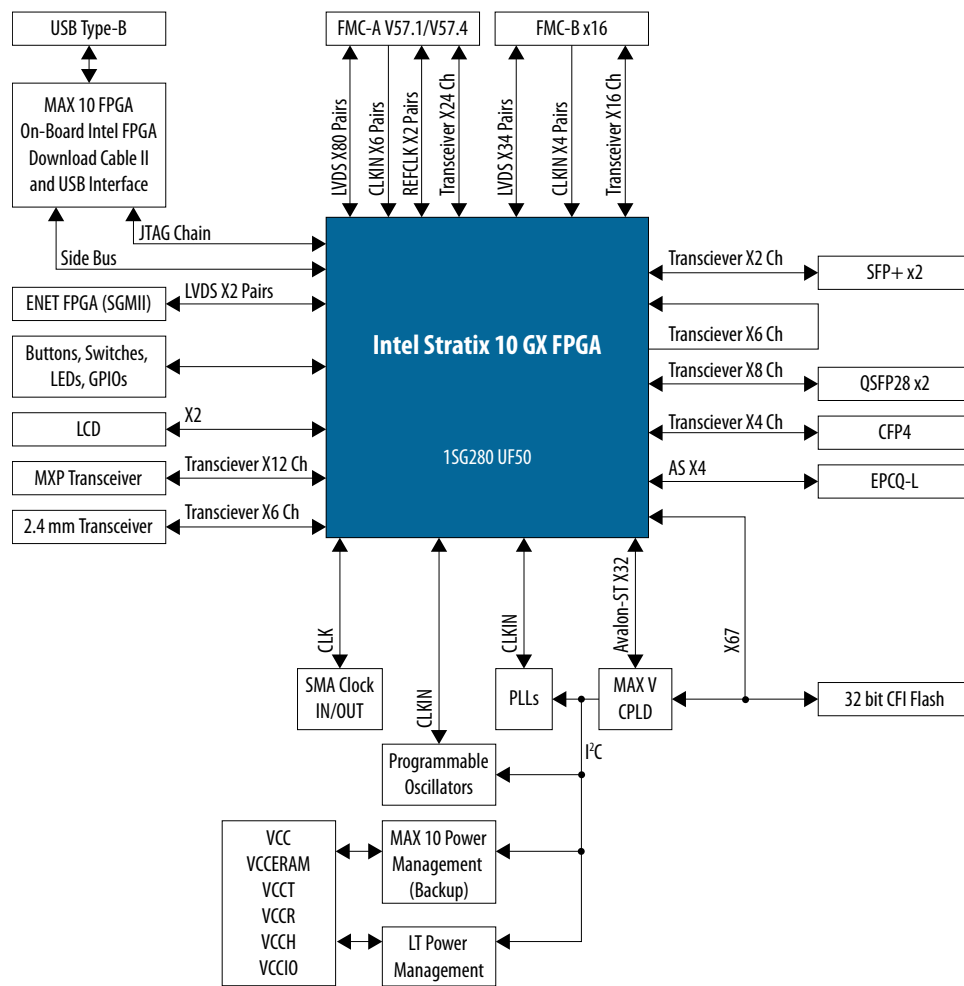 USB Type-B
FMC-A V57.1/V57.4
FMC-B x16
MAX 10 FPGA
On-Board Intel FPGA
Download Cable II
and USB Interface
LVDS X80 Pairs
CLKIN X6 Pairs
REFCLK X2 Pairs
Transceiver X24 Ch
LVDS X34 Pairs
CLKIN X4 Pairs
Transceiver X16 Ch
JTAG Chain
Side Bus
ENET FPGA (SGMII)
LVDS X2 Pairs
Buttons, Switches,
LEDs, GPIOs
LCD
X2
MXP Transceiver
Transciever X12 Ch
2.4 mm Transceiver
Transciever X6 Ch
Intel Stratix 10 GX FPGA
1SG280 UF50
Transciever X2 Ch
SFP+ x2
Transciever X6 Ch
Transciever X8 Ch
QSFP28 x2
Transciever X4 Ch
CFP4
AS X4
EPCQ-L
CLK
CLKIN
CLKIN
Avalon-ST X32
X67
SMA Clock
IN/OUT
PLLs
MAX V
CPLD
32 bit CFI Flash
I²C
Programmable
Oscillators
VCC
VCCERAM
VCCT
VCCR
VCCH
VCCIO
MAX 10 Power
Management
(Backup)
LT Power
Management